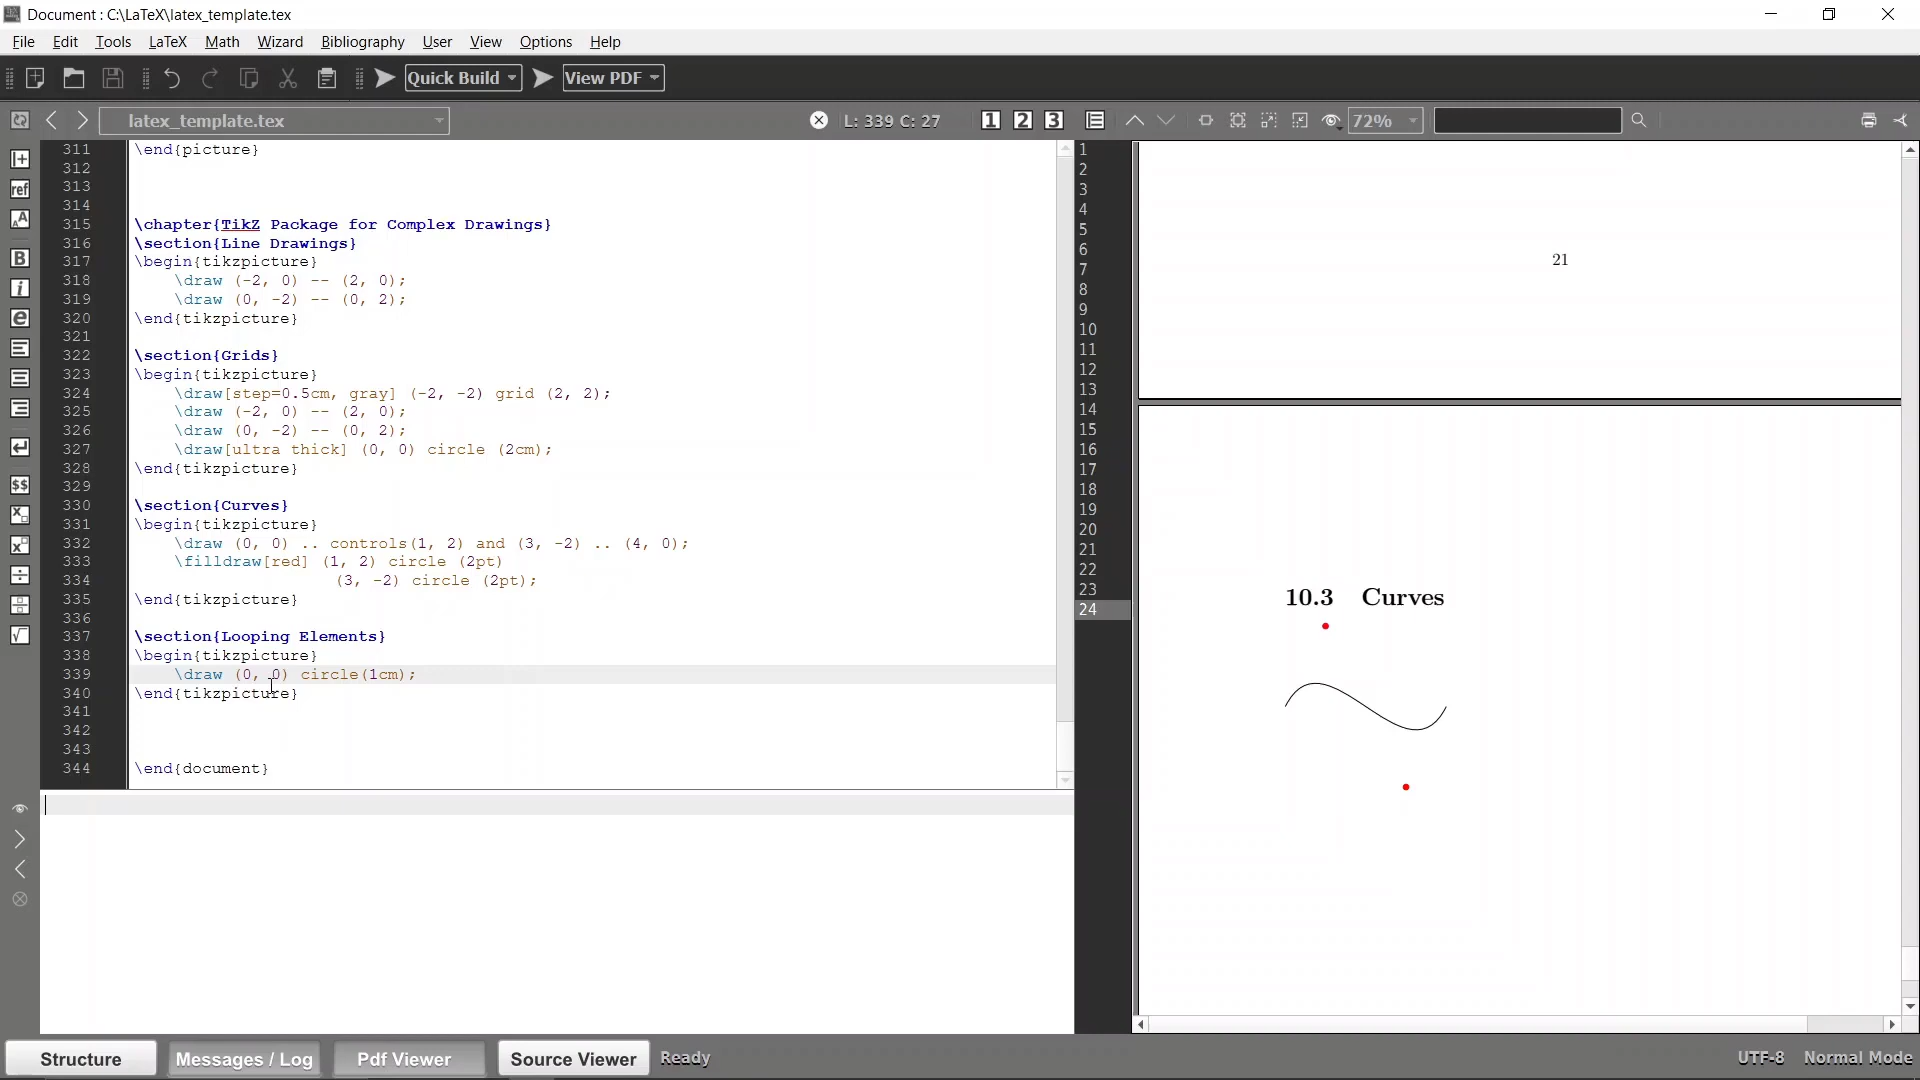 Document : C:\LaTeX\latex_template.tex
File Edit Tools LaTeX Math Wizard Bibliography User View Options Help
Quick Build View PDF
latex_template.tex L: 339 C: 27 1 2 3 72%
311 \end{picture}
312
313
314
315 \chapter{TikZ Package for Complex Drawings}
316 \section{Line Drawings}
317 \begin{tikzpicture}
318 \draw (-2, 0) -- (2, 0);
319 \draw (0, -2) -- (0, 2);
320 \end{tikzpicture}
321
322 \section{Grids}
323 \begin{tikzpicture}
324 \draw[step=0.5cm, gray] (-2, -2) grid (2, 2);
325 \draw (-2, 0) -- (2, 0);
326 \draw (0, -2) -- (0, 2);
327 \draw[ultra thick] (0, 0) circle (2cm);
328 \end{tikzpicture}
329
330 \section{Curves}
331 \begin{tikzpicture}
332 \draw (0, 0) .. controls(1, 2) and (3, -2) .. (4, 0);
333 \filldraw[red] (1, 2) circle (2pt)
334 (3, -2) circle (2pt);
335 \end{tikzpicture}
336
337 \section{Looping Elements}
338 \begin{tikzpicture}
339 \draw (0, 0) circle(1cm);
340 \end{tikzpicture}
341
342
343
344 \end{document}
ref
AA
B
i
e
$$
1
2
3
4
5
6
7
8
9
10
11
12
13
14
15
16
17
18
19
20
21
22
23
24
21
10.3 Curves
Structure Messages / Log Pdf Viewer Source Viewer Ready UTF-8 Normal Mode